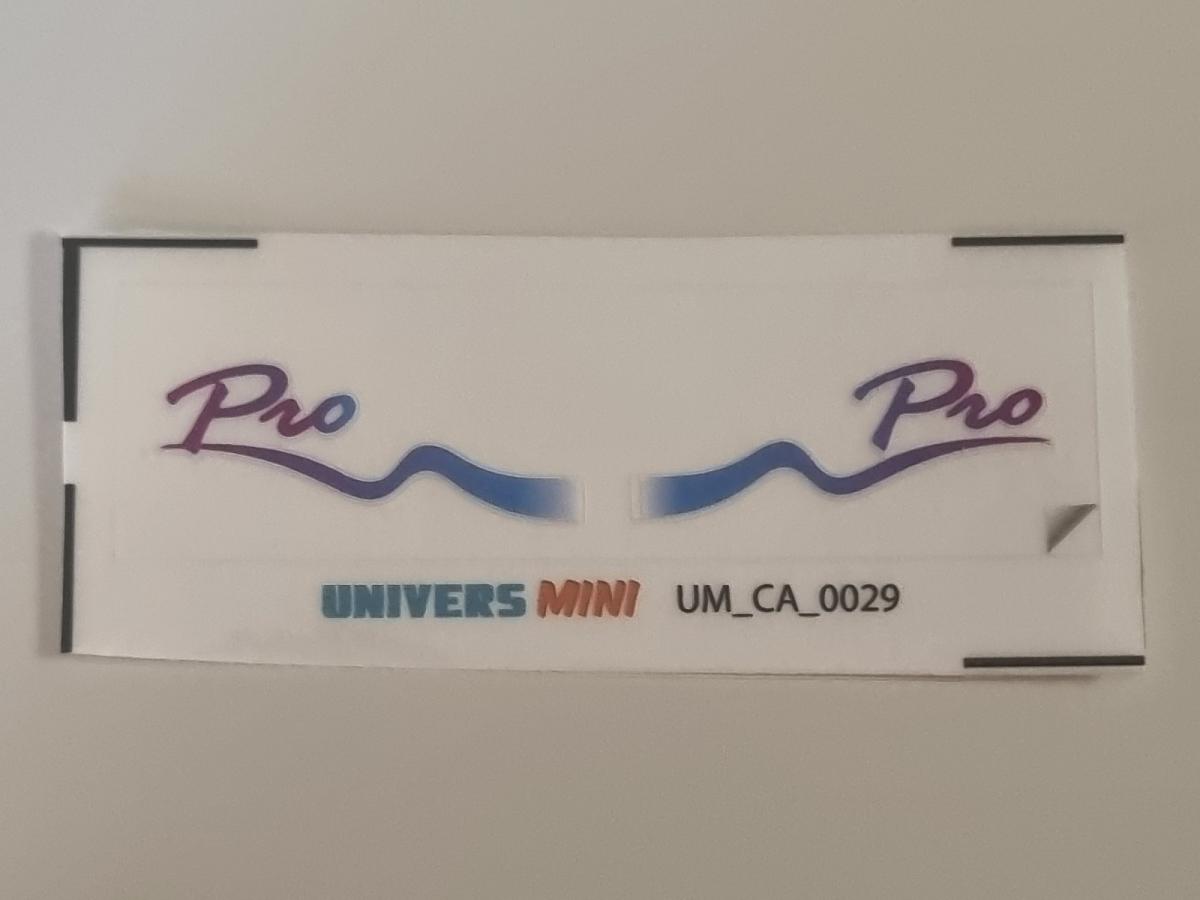 Pro Pro
UNIVERS MINI UM_CA_0029